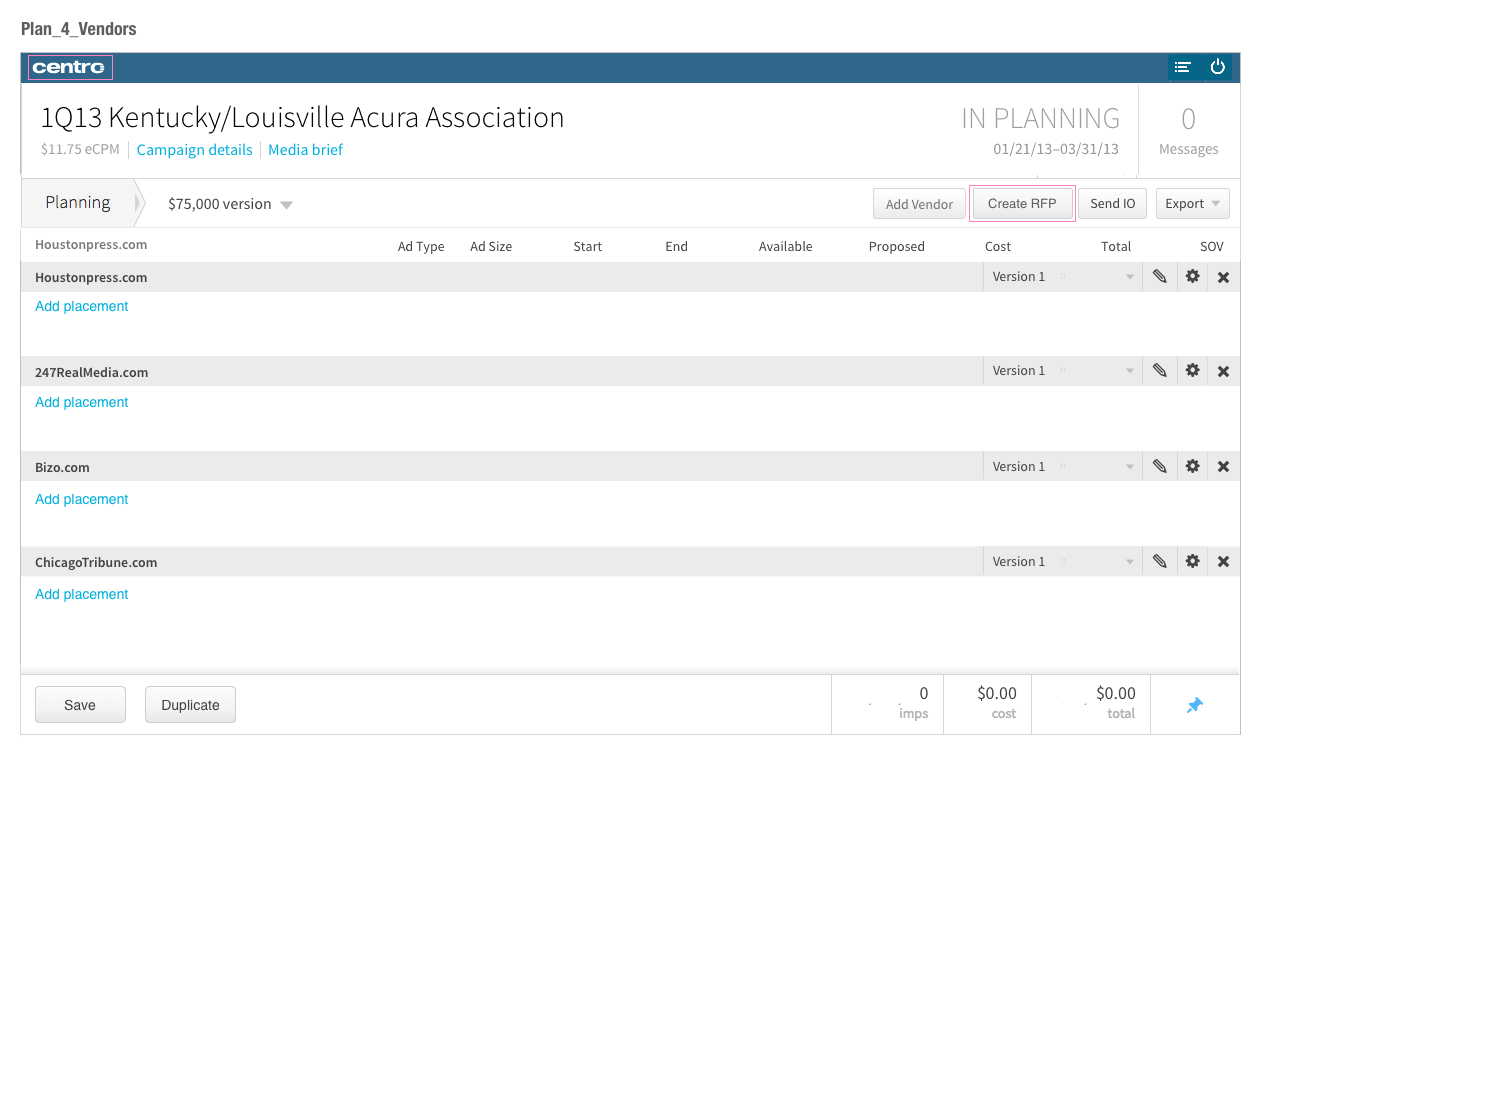 Plan_4_Vendors
centro
1Q13 Kentucky/Louisville Acura Association
IN PLANNING
0
$11.75 eCPM
Campaign details
Media brief
01/21/13–03/31/13
Messages
Planning
$75,000 version
Add Vendor
Create RFP
Send IO
Export
Houstonpress.com
Ad Type
Ad Size
Start
End
Available
Proposed
Cost
Total
SOV
Houstonpress.com
Version 1
Add placement
247RealMedia.com
Version 1
Add placement
Bizo.com
Version 1
Add placement
ChicagoTribune.com
Version 1
Add placement
Save
Duplicate
0
imps
$0.00
cost
$0.00
total